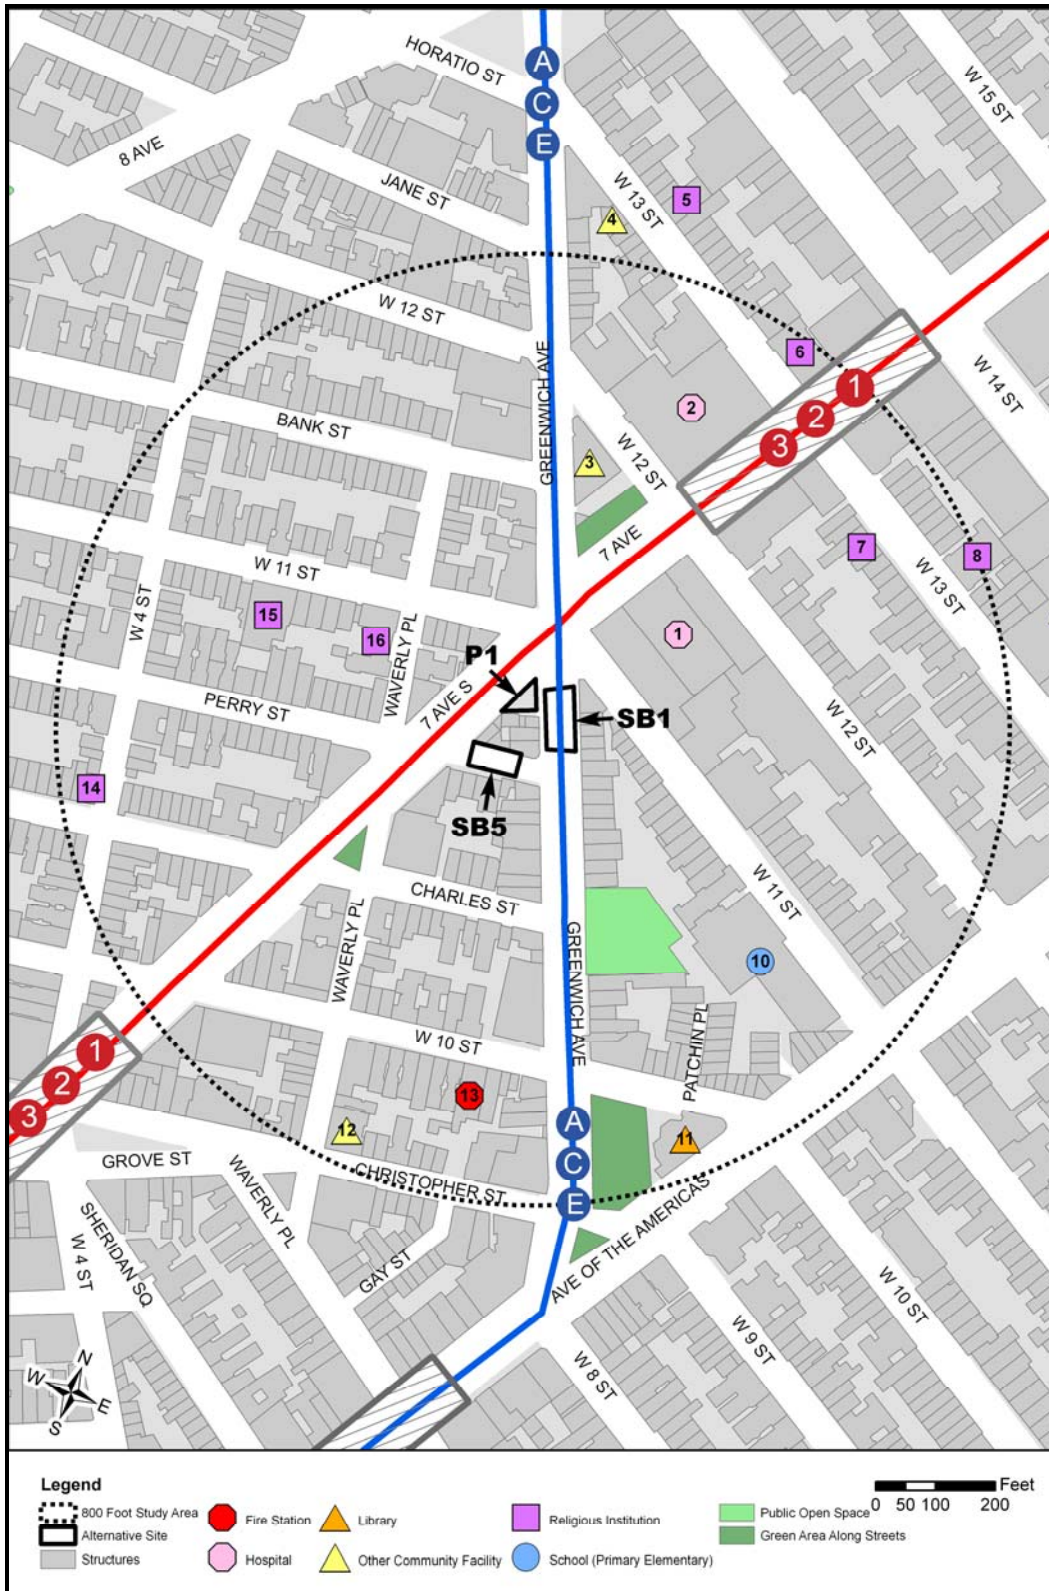 HORATIO ST
A
C
E
W 15 ST
8 AVE
JANE ST
W 13 ST
5
4
W 12 ST
GREENWICH AVE
6
1
2
3
W 14 ST
2
BANK ST
3
W 12 ST
7 AVE
7
8
W 13 ST
W 11 ST
W 4 ST
15
16
WAVERLY PL
P1
1
PERRY ST
7 AVE S
SB1
W 12 ST
14
SB5
CHARLES ST
W 11 ST
WAVERLY PL
GREENWICH AVE
10
W 10 ST
PATCHIN PL
1
2
3
13
12
A
C
E
11
GROVE ST
CHRISTOPHER ST
WAVERLY PL
SHERIDAN SQ
W 4 ST
GAY ST
AVE OF THE AMERICAS
W 10 ST
W 9 ST
W 8 ST
N
W
E
S
Legend
800 Foot Study Area
Alternative Site
Structures
Fire Station
Hospital
Library
Other Community Facility
Religious Institution
School (Primary Elementary)
Public Open Space
Green Area Along Streets
Feet
0 50 100 200